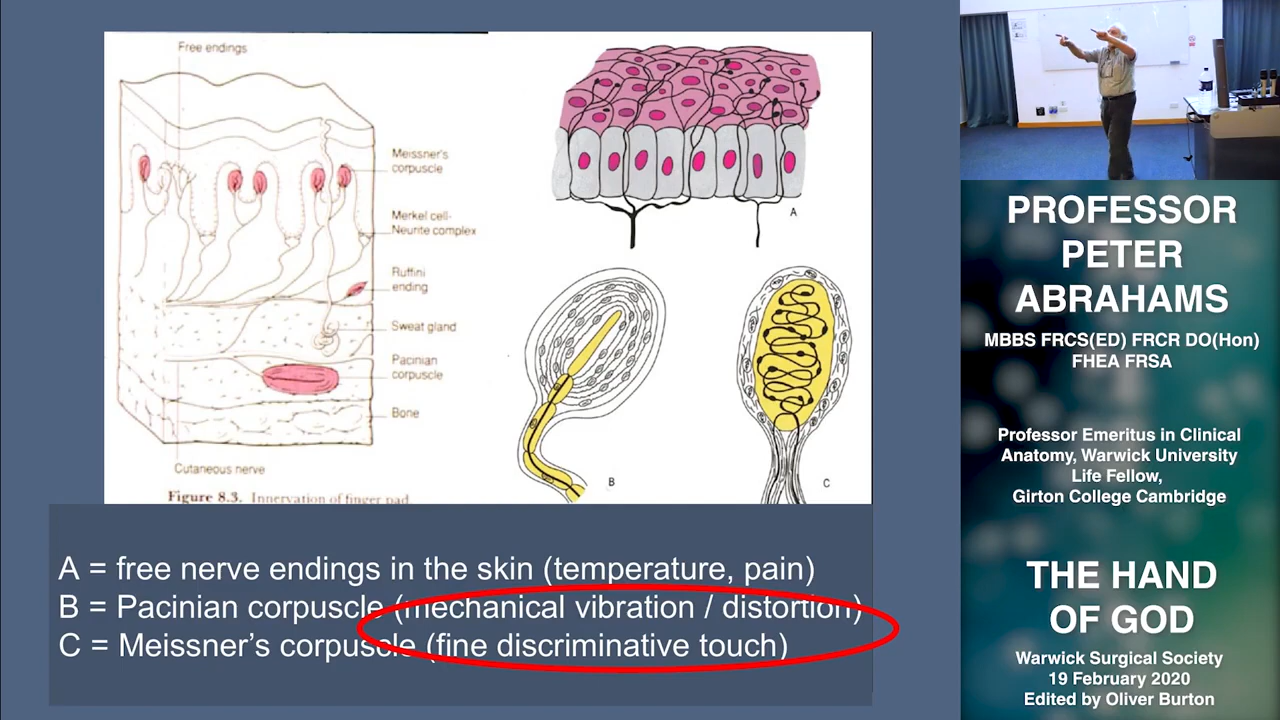 Free endings
Meissner's
corpuscle
Merkel cell-
Neurite complex
Ruffini
ending
Sweat gland
Pacinian
corpuscle
Bone
Cutaneous nerve
Figure 8.3. Innervation of finger pad
A
B
C
A = free nerve endings in the skin (temperature, pain)
B = Pacinian corpuscle (mechanical vibration / distortion)
C = Meissner's corpuscle (fine discriminative touch)
PROFESSOR
PETER
ABRAHAMS
MBBS FRCS(ED) FRCR DO(Hon)
FHEA FRSA
Professor Emeritus in Clinical
Anatomy, Warwick University
Life Fellow,
Girton College Cambridge
THE HAND
OF GOD
Warwick Surgical Society
19 February 2020
Edited by Oliver Burton